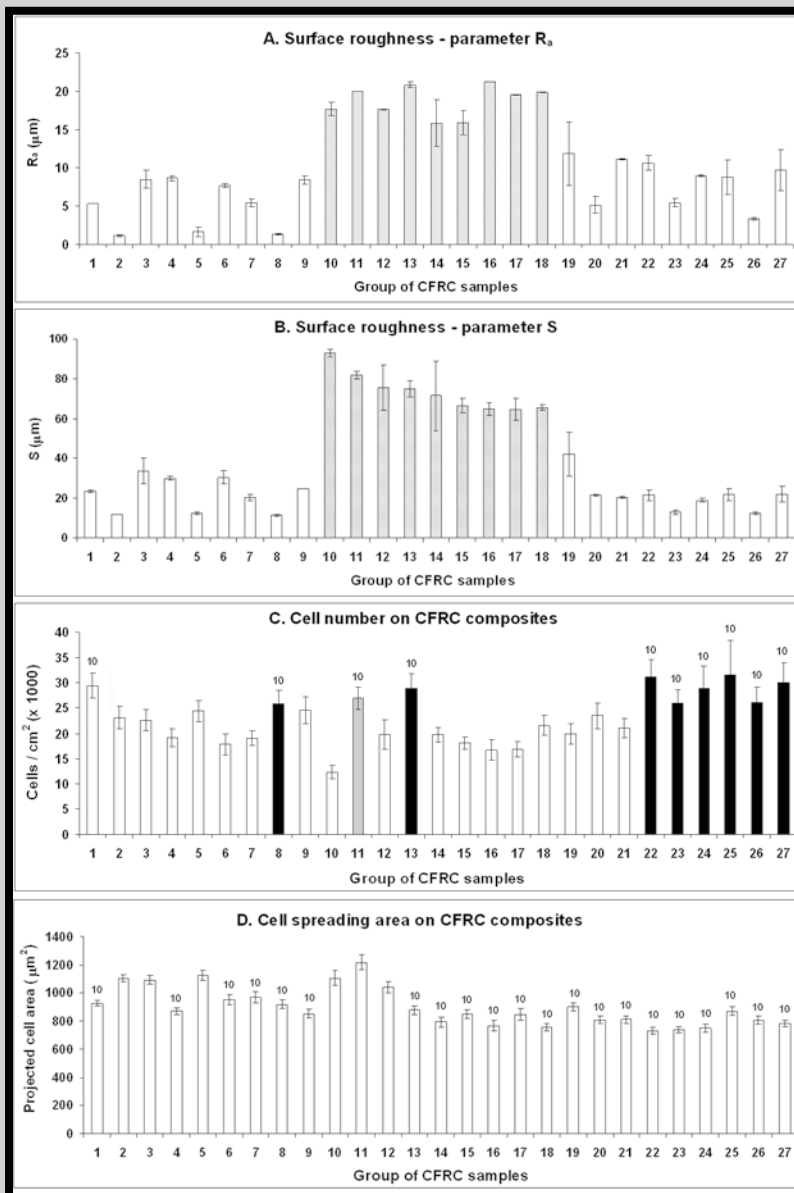 A. Surface roughness - parameter Rₐ
25
20
15
10
5
0
Rₐ (μm)
1 2 3 4 5 6 7 8 9 10 11 12 13 14 15 16 17 18 19 20 21 22 23 24 25 26 27
Group of CFRC samples
B. Surface roughness - parameter S
100
80
60
40
20
0
S (μm)
1 2 3 4 5 6 7 8 9 10 11 12 13 14 15 16 17 18 19 20 21 22 23 24 25 26 27
Group of CFRC samples
C. Cell number on CFRC composites
40
35
30
25
20
15
10
5
0
Cells / cm² (x 1000)
10 10 10 10 10 10 10 10 10 10
1 2 3 4 5 6 7 8 9 10 11 12 13 14 15 16 17 18 19 20 21 22 23 24 25 26 27
Group of CFRC samples
D. Cell spreading area on CFRC composites
1400
1200
1000
800
600
400
200
0
Projected cell area (μm²)
10 10 10 10 10 10 10 10 10 10 10 10 10 10 10 10 10 10 10 10 10
1 2 3 4 5 6 7 8 9 10 11 12 13 14 15 16 17 18 19 20 21 22 23 24 25 26 27
Group of CFRC samples